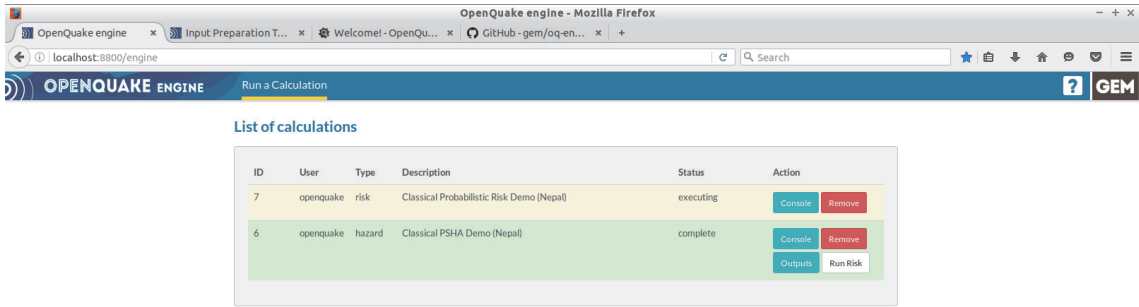 OpenQuake engine - Mozilla Firefox
OpenQuake engine × Input Preparation T... × Welcome! - OpenQu... × GitHub - gem/oq-en... × +
localhost:8800/engine Search
OPENQUAKE ENGINE Run a Calculation ? GEM
List of calculations
ID User Type Description Status Action
7 openquake risk Classical Probabilistic Risk Demo (Nepal) executing Console Remove
6 openquake hazard Classical PSHA Demo (Nepal) complete Console Remove
Outputs Run Risk